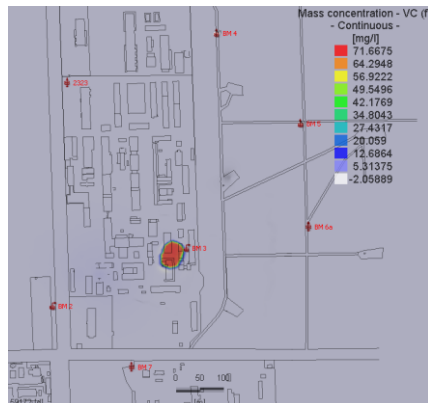 Mass concentration - VC (f
- Continuous -
[mg/l]
71.6675
64.2948
56.9222
49.5496
42.1769
34.8043
27.4317
20.059
12.6864
5.31375
-2.05889
BM 4
2323
BM 5
BM 6a
BM 3
BM 2
BM 7
0 50 100